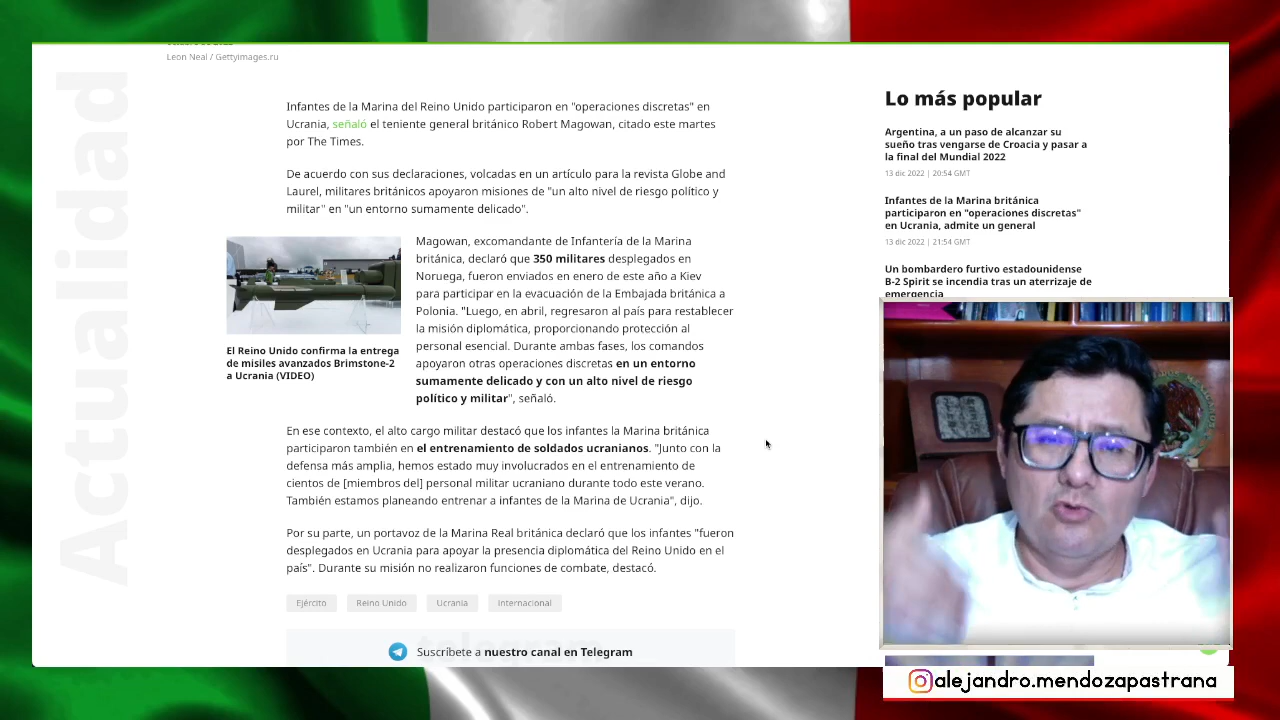 Leon Neal / Gettyimages.ru
Actualidad
Infantes de la Marina del Reino Unido participaron en "operaciones discretas" en
Ucrania, señaló el teniente general británico Robert Magowan, citado este martes
por The Times.
De acuerdo con sus declaraciones, volcadas en un artículo para la revista Globe and
Laurel, militares británicos apoyaron misiones de "un alto nivel de riesgo político y
militar" en "un entorno sumamente delicado".
El Reino Unido confirma la entrega
de misiles avanzados Brimstone-2
a Ucrania (VIDEO)
Magowan, excomandante de Infantería de la Marina
británica, declaró que 350 militares desplegados en
Noruega, fueron enviados en enero de este año a Kiev
para participar en la evacuación de la Embajada británica a
Polonia. "Luego, en abril, regresaron al país para restablecer
la misión diplomática, proporcionando protección al
personal esencial. Durante ambas fases, los comandos
apoyaron otras operaciones discretas en un entorno
sumamente delicado y con un alto nivel de riesgo
político y militar", señaló.
En ese contexto, el alto cargo militar destacó que los infantes la Marina británica
participaron también en el entrenamiento de soldados ucranianos. "Junto con la
defensa más amplia, hemos estado muy involucrados en el entrenamiento de
cientos de [miembros del] personal militar ucraniano durante todo este verano.
También estamos planeando entrenar a infantes de la Marina de Ucrania", dijo.
Por su parte, un portavoz de la Marina Real británica declaró que los infantes "fueron
desplegados en Ucrania para apoyar la presencia diplomática del Reino Unido en el
país". Durante su misión no realizaron funciones de combate, destacó.
Ejército Reino Unido Ucrania Internacional
telegram
Suscríbete a nuestro canal en Telegram
Lo más popular
Argentina, a un paso de alcanzar su
sueño tras vengarse de Croacia y pasar a
la final del Mundial 2022
13 dic 2022 | 20:54 GMT
Infantes de la Marina británica
participaron en "operaciones discretas"
en Ucrania, admite un general
13 dic 2022 | 21:54 GMT
Un bombardero furtivo estadounidense
B-2 Spirit se incendia tras un aterrizaje de
emergencia
alejandro.mendozapastrana